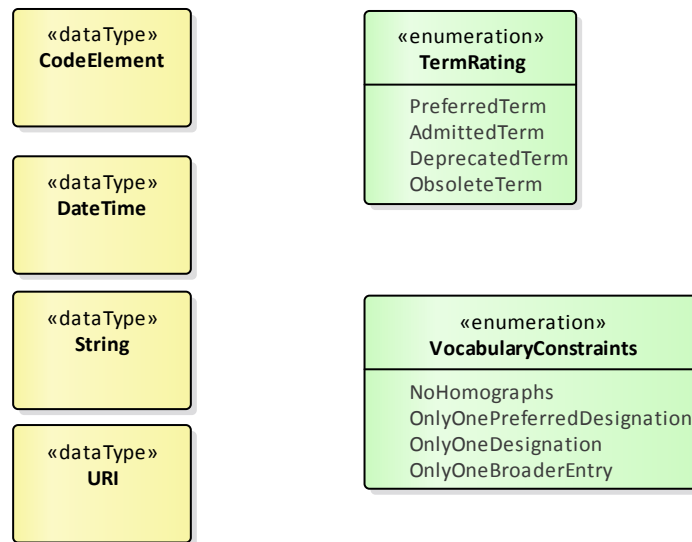 «dataType»
CodeElement
«dataType»
DateTime
«dataType»
String
«dataType»
URI
«enumeration»
TermRating
PreferredTerm
AdmittedTerm
DeprecatedTerm
ObsoleteTerm
«enumeration»
VocabularyConstraints
NoHomographs
OnlyOnePreferredDesignation
OnlyOneDesignation
OnlyOneBroaderEntry